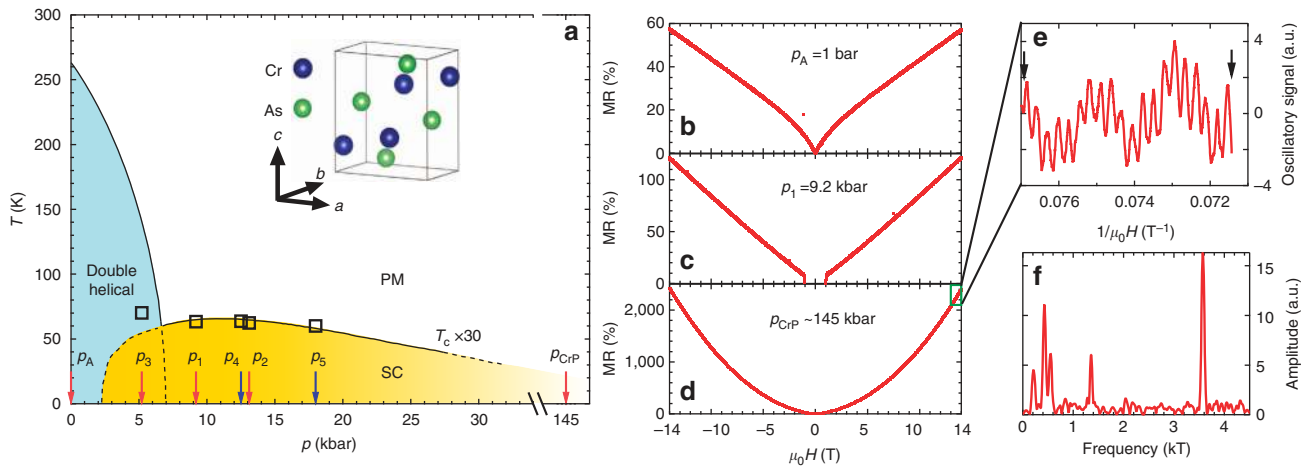 a
300
250
200
150
100
50
0
T (K)
Cr
As
c
b
a
Double
helical
PM
T_c ×30
SC
p_A
p_3
p_1
p_4
p_2
p_5
p_CrP
0
5
10
15
20
25
30
145
p (kbar)
60
40
20
0
MR (%)
p_A = 1 bar
b
100
50
0
MR (%)
p_1 =9.2 kbar
c
2,000
1,000
0
MR (%)
p_CrP ~145 kbar
d
−14
−10
−5
0
5
10
14
μ_0H (T)
e
4
0
−4
Oscillatory signal (a.u.)
0.076
0.074
0.072
1/μ_0H (T⁻¹)
f
15
10
5
0
Amplitude (a.u.)
0
1
2
3
4
Frequency (kT)